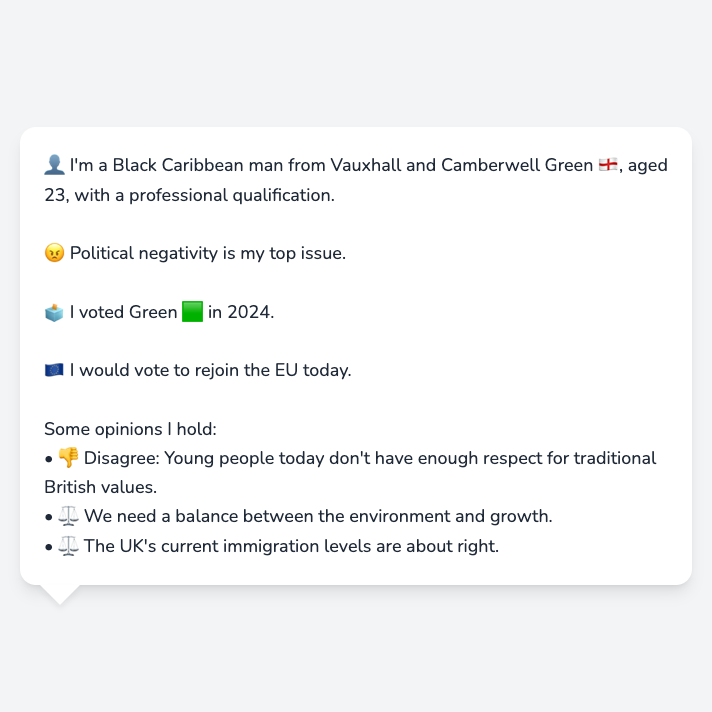 👤 I'm a Black Caribbean man from Vauxhall and Camberwell Green 🏴󠁧󠁢󠁥󠁮󠁧󠁿, aged
23, with a professional qualification.
😠 Political negativity is my top issue.
🗳️ I voted Green 🟩 in 2024.
🇪🇺 I would vote to rejoin the EU today.
Some opinions I hold:
• 👎 Disagree: Young people today don't have enough respect for traditional
British values.
• ⚖️ We need a balance between the environment and growth.
• ⚖️ The UK's current immigration levels are about right.